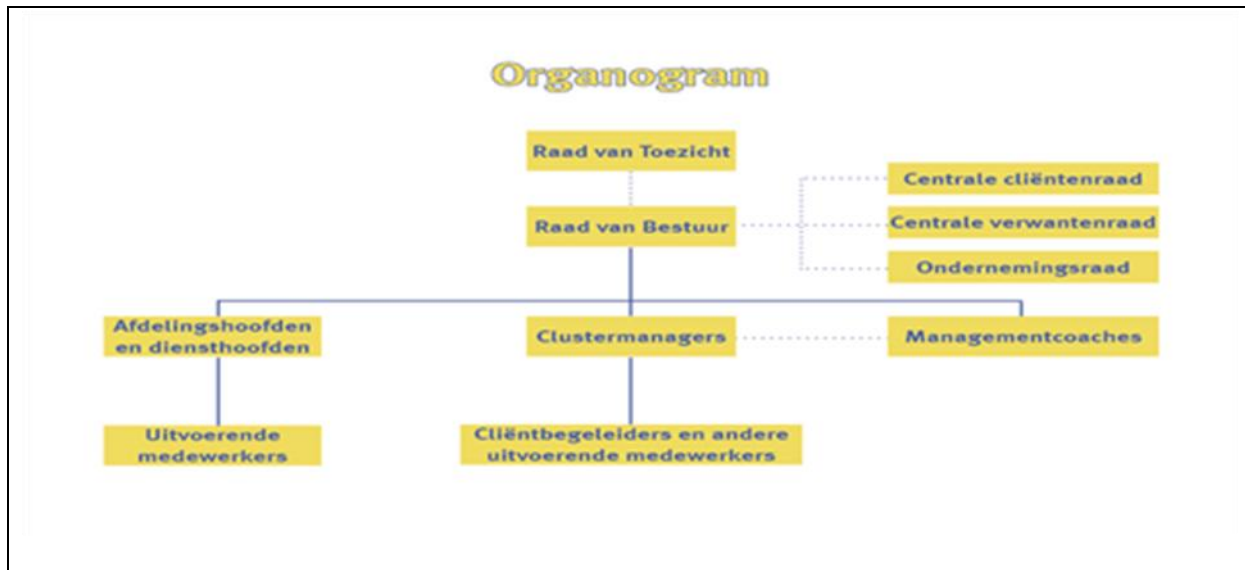 Organogram
Raad van Toezicht
Centrale cliëntenraad
Raad van Bestuur
Centrale verwantenraad
Ondernemingsraad
Afdelingshoofden
en diensthoofden
Clustermanagers
Managementcoaches
Uitvoerende
medewerkers
Cliëntbegeleiders en andere
uitvoerende medewerkers